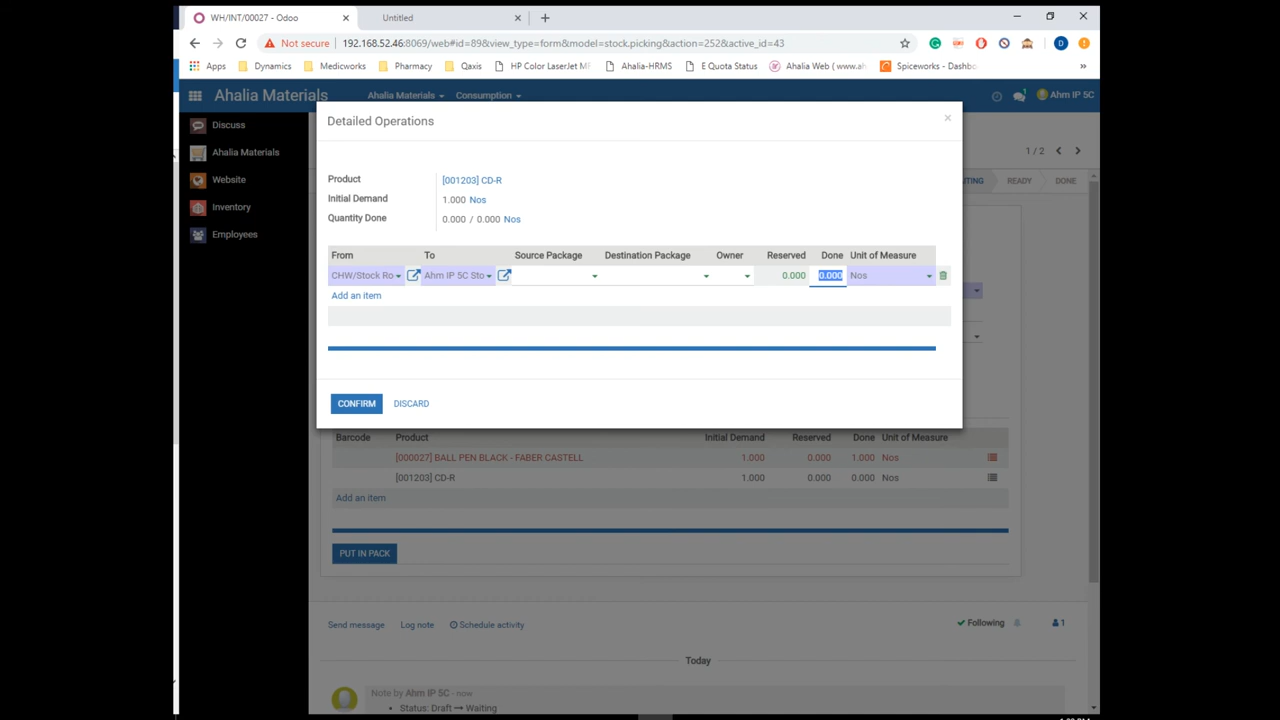 WH/INT/00027 - Odoo
Untitled
Not secure 192.168.52.46:8069/web#id=89&view_type=form&model=stock.picking&action=252&active_id=43
Apps Dynamics Medicworks Pharmacy Qaxis HP Color LaserJet MF Ahalia-HRMS E Quota Status Ahalia Web ( www.ah Spiceworks - Dashbo »
Ahalia Materials Ahalia Materials Consumption Ahm IP 5C
Detailed Operations
Discuss
Ahalia Materials
Website
Inventory
Employees
1 / 2
Product [001203] CD-R
Initial Demand 1.000 Nos
Quantity Done 0.000 / 0.000 Nos
READY DONE
From To Source Package Destination Package Owner Reserved Done Unit of Measure
CHW/Stock Ro Ahm IP 5C Sto 0.000 0.000 Nos
Add an item
CONFIRM DISCARD
Barcode Product Initial Demand Reserved Done Unit of Measure
[000027] BALL PEN BLACK - FABER CASTELL 1.000 0.000 1.000 Nos
[001203] CD-R 1.000 0.000 0.000 Nos
Add an item
PUT IN PACK
Send message Log note Schedule activity Following 1
Today
Note by Ahm IP 5C - now
• Status: Draft → Waiting